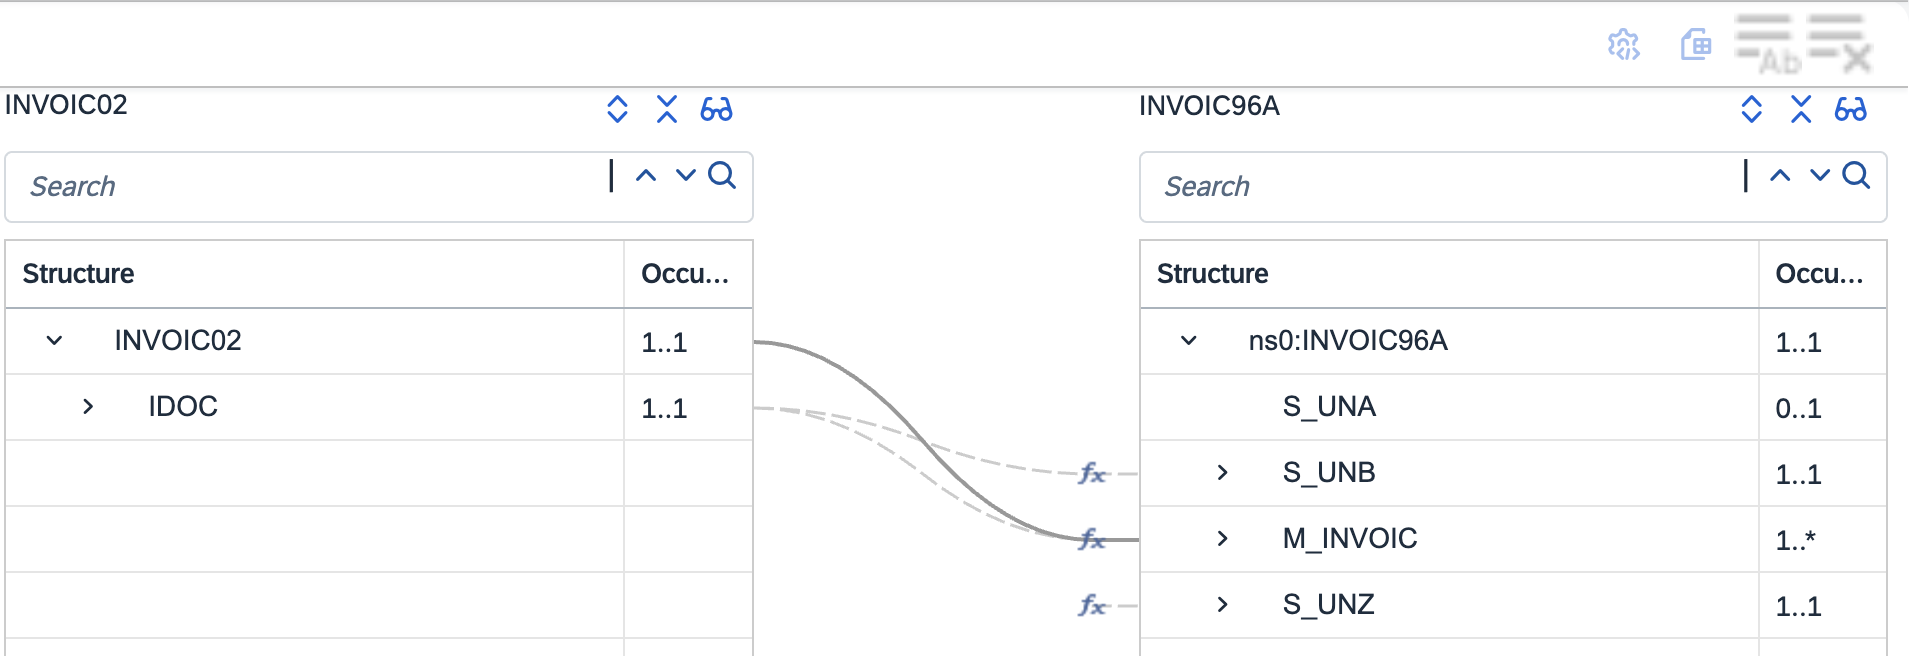 Ab
INVOIC02
INVOIC96A
Search
Search
Structure Occu...
Structure Occu...
INVOIC02 1..1
ns0:INVOIC96A 1..1
IDOC 1..1
S_UNA 0..1
fx S_UNB 1..1
fx M_INVOIC 1..*
fx S_UNZ 1..1